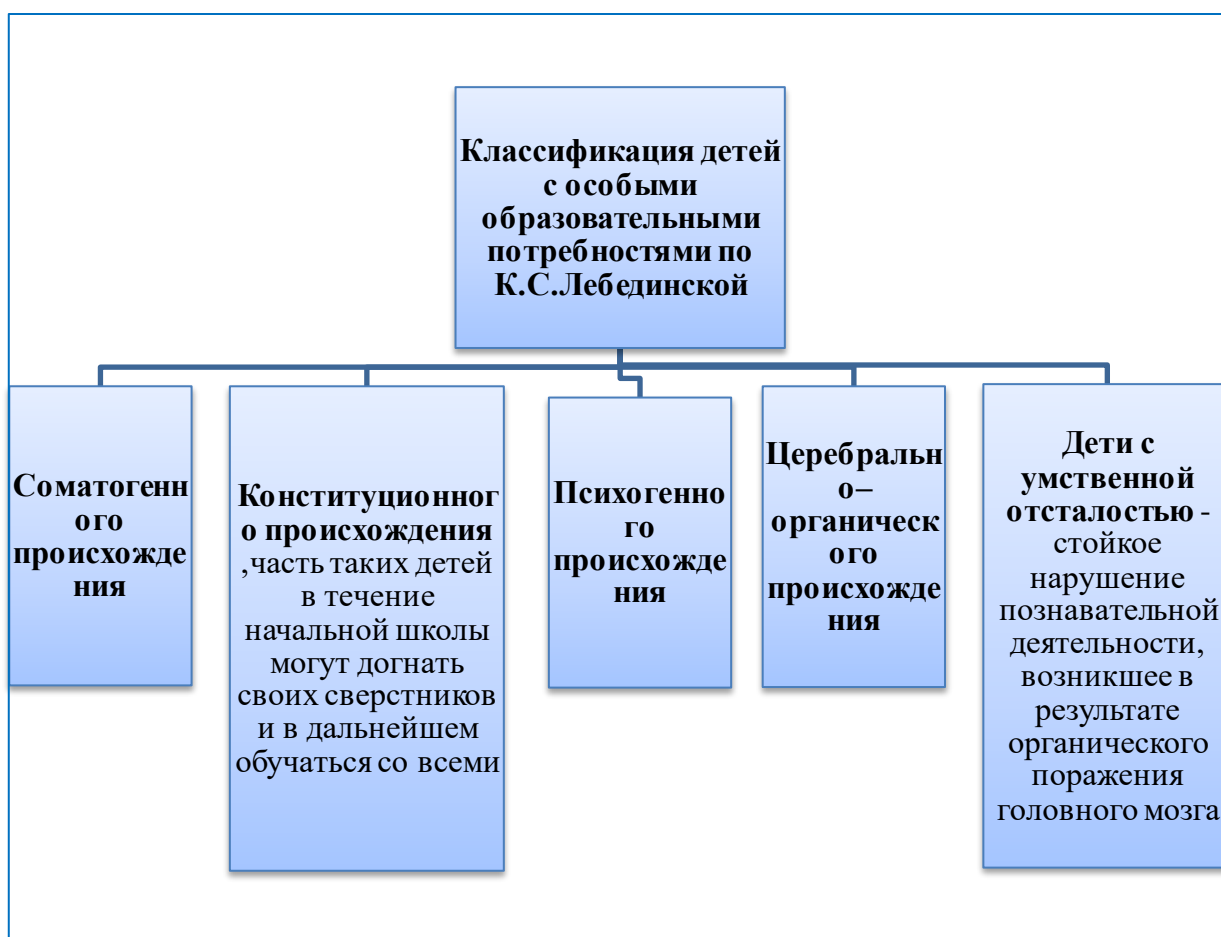 Классификация детей
с особыми
образовательными
потребностями по
К.С.Лебединской
Соматогенн
ого
происхожде
ния
Конституционног
о происхождения
,часть таких детей
в течение
начальной школы
могут догнать
своих сверстников
и в дальнейшем
обучаться со всеми
Психогенно
го
происхожде
ния
Церебральн
о–
органическ
ого
происхожде
ния
Дети с
умственной
отсталостью -
стойкое
нарушение
познавательной
деятельности,
возникшее в
результате
органического
поражения
головного мозга